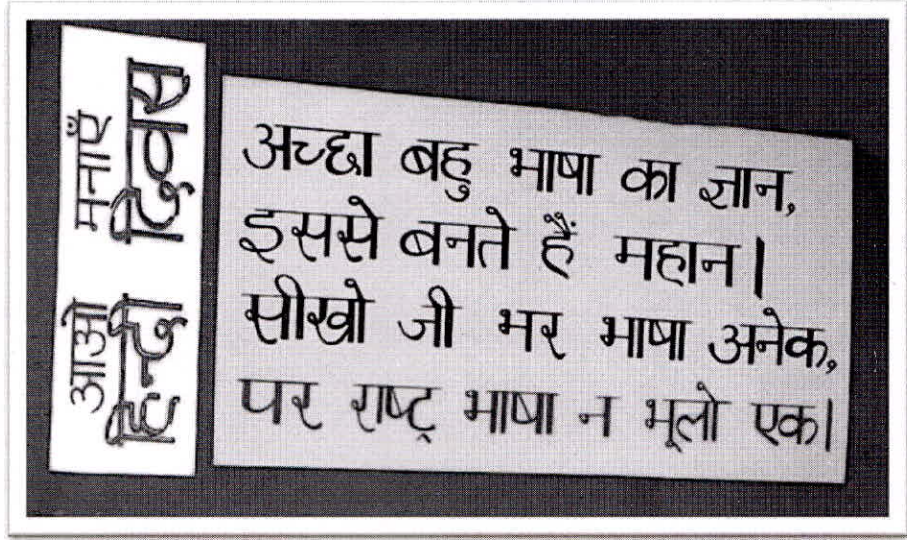 आओ मनाएँ
हिन्दी दिवस
अच्छा बहु भाषा का ज्ञान,
इससे बनते हैं महान।
सीखो जी भर भाषा अनेक,
पर राष्ट्र भाषा न भूलो एक।